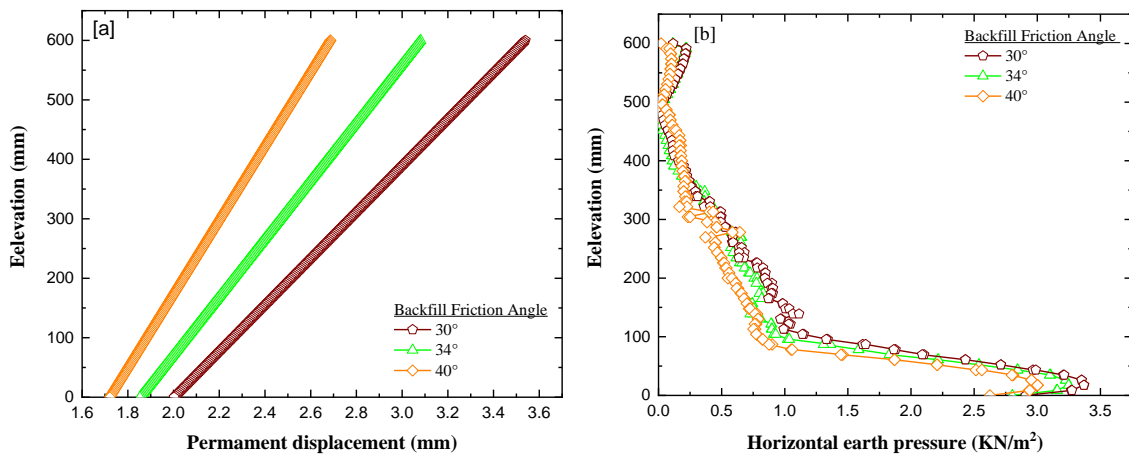 [a]
600
500
400
300
200
100
0
Eelevation (mm)
Backfill Friction Angle
30°
34°
40°
1.6 1.8 2.0 2.2 2.4 2.6 2.8 3.0 3.2 3.4 3.6
Permament displacement (mm)
[b]
600
500
400
300
200
100
0
Eelevation (mm)
Backfill Friction Angle
30°
34°
40°
0.0 0.5 1.0 1.5 2.0 2.5 3.0 3.5
Horizontal earth pressure (KN/m²)